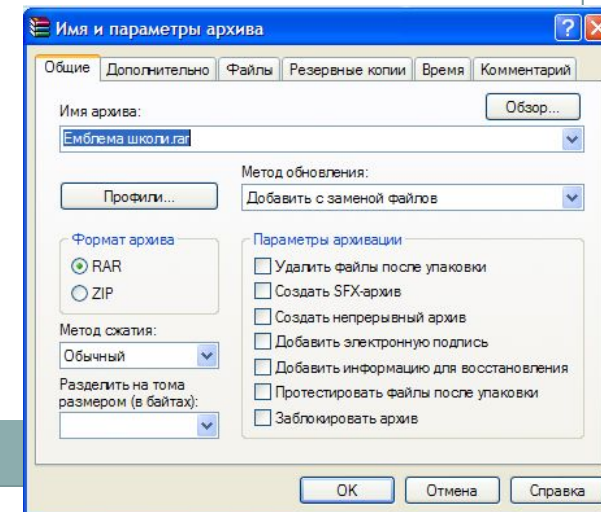 Имя и параметры архива
Общие Дополнительно Файлы Резервные копии Время Комментарий
Имя архива:
Обзор...
Емблема школи.rar
Метод обновления:
Профили...
Добавить с заменой файлов
Формат архива
RAR
ZIP
Метод сжатия:
Обычный
Разделить на тома
размером (в байтах):
Параметры архивации
Удалить файлы после упаковки
Создать SFX-архив
Создать непрерывный архив
Добавить электронную подпись
Добавить информацию для восстановления
Протестировать файлы после упаковки
Заблокировать архив
OK Отмена Справка